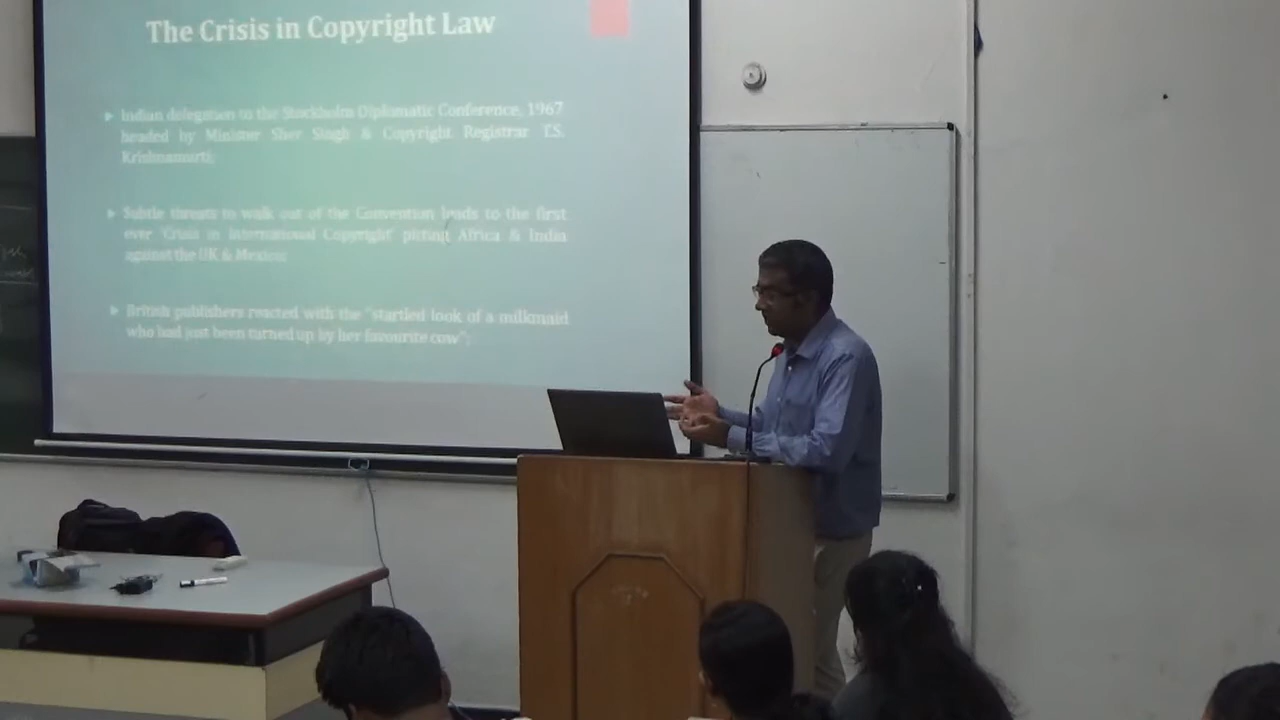 The Crisis in Copyright Law
Indian delegation to the Stockholm Diplomatic Conference, 1967
headed by Minister Sher Singh & Copyright Registrar T.S.
Krishnamurti;
Subtle threats to walk out of the Convention leads to the first
ever 'Crisis in International Copyright' pitting Africa & India
against the UK & Mexico;
British publishers reacted with the "startled look of a milkmaid
who had just been turned up by her favourite cow";